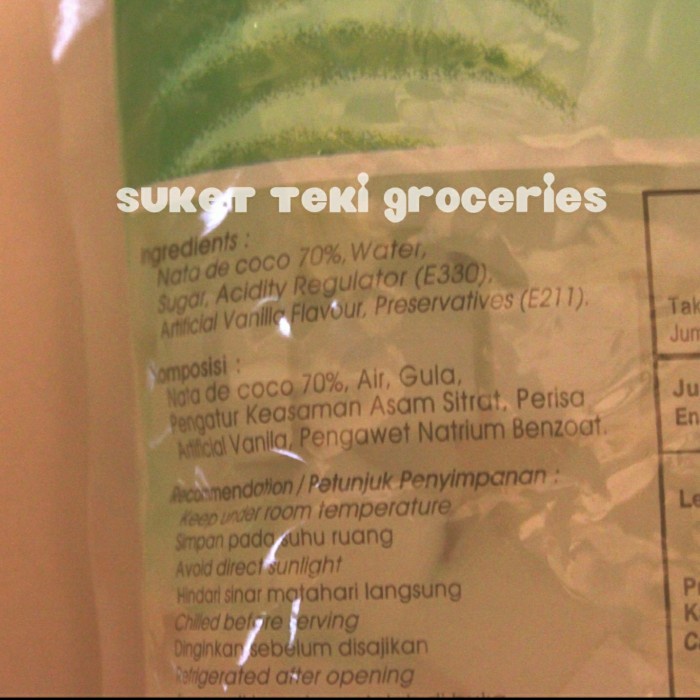 SUKET TEKI groceries
Ingredients :
Nata de coco 70%, Water,
Sugar, Acidity Regulator (E330),
Artificial Vanilla Flavour, Preservatives (E211).
Komposisi :
Nata de coco 70%, Air, Gula,
Pengatur Keasaman Asam Sitrat, Perisa
Artificial Vanila, Pengawet Natrium Benzoat.
Recommendation / Petunjuk Penyimpanan :
Keep under room temperature
Simpan pada suhu ruang
Avoid direct sunlight
Hindari sinar matahari langsung
Chilled before serving
Dinginkan sebelum disajikan
Refrigerated after opening
Tak
Jum
Ju
En
Le
P
K